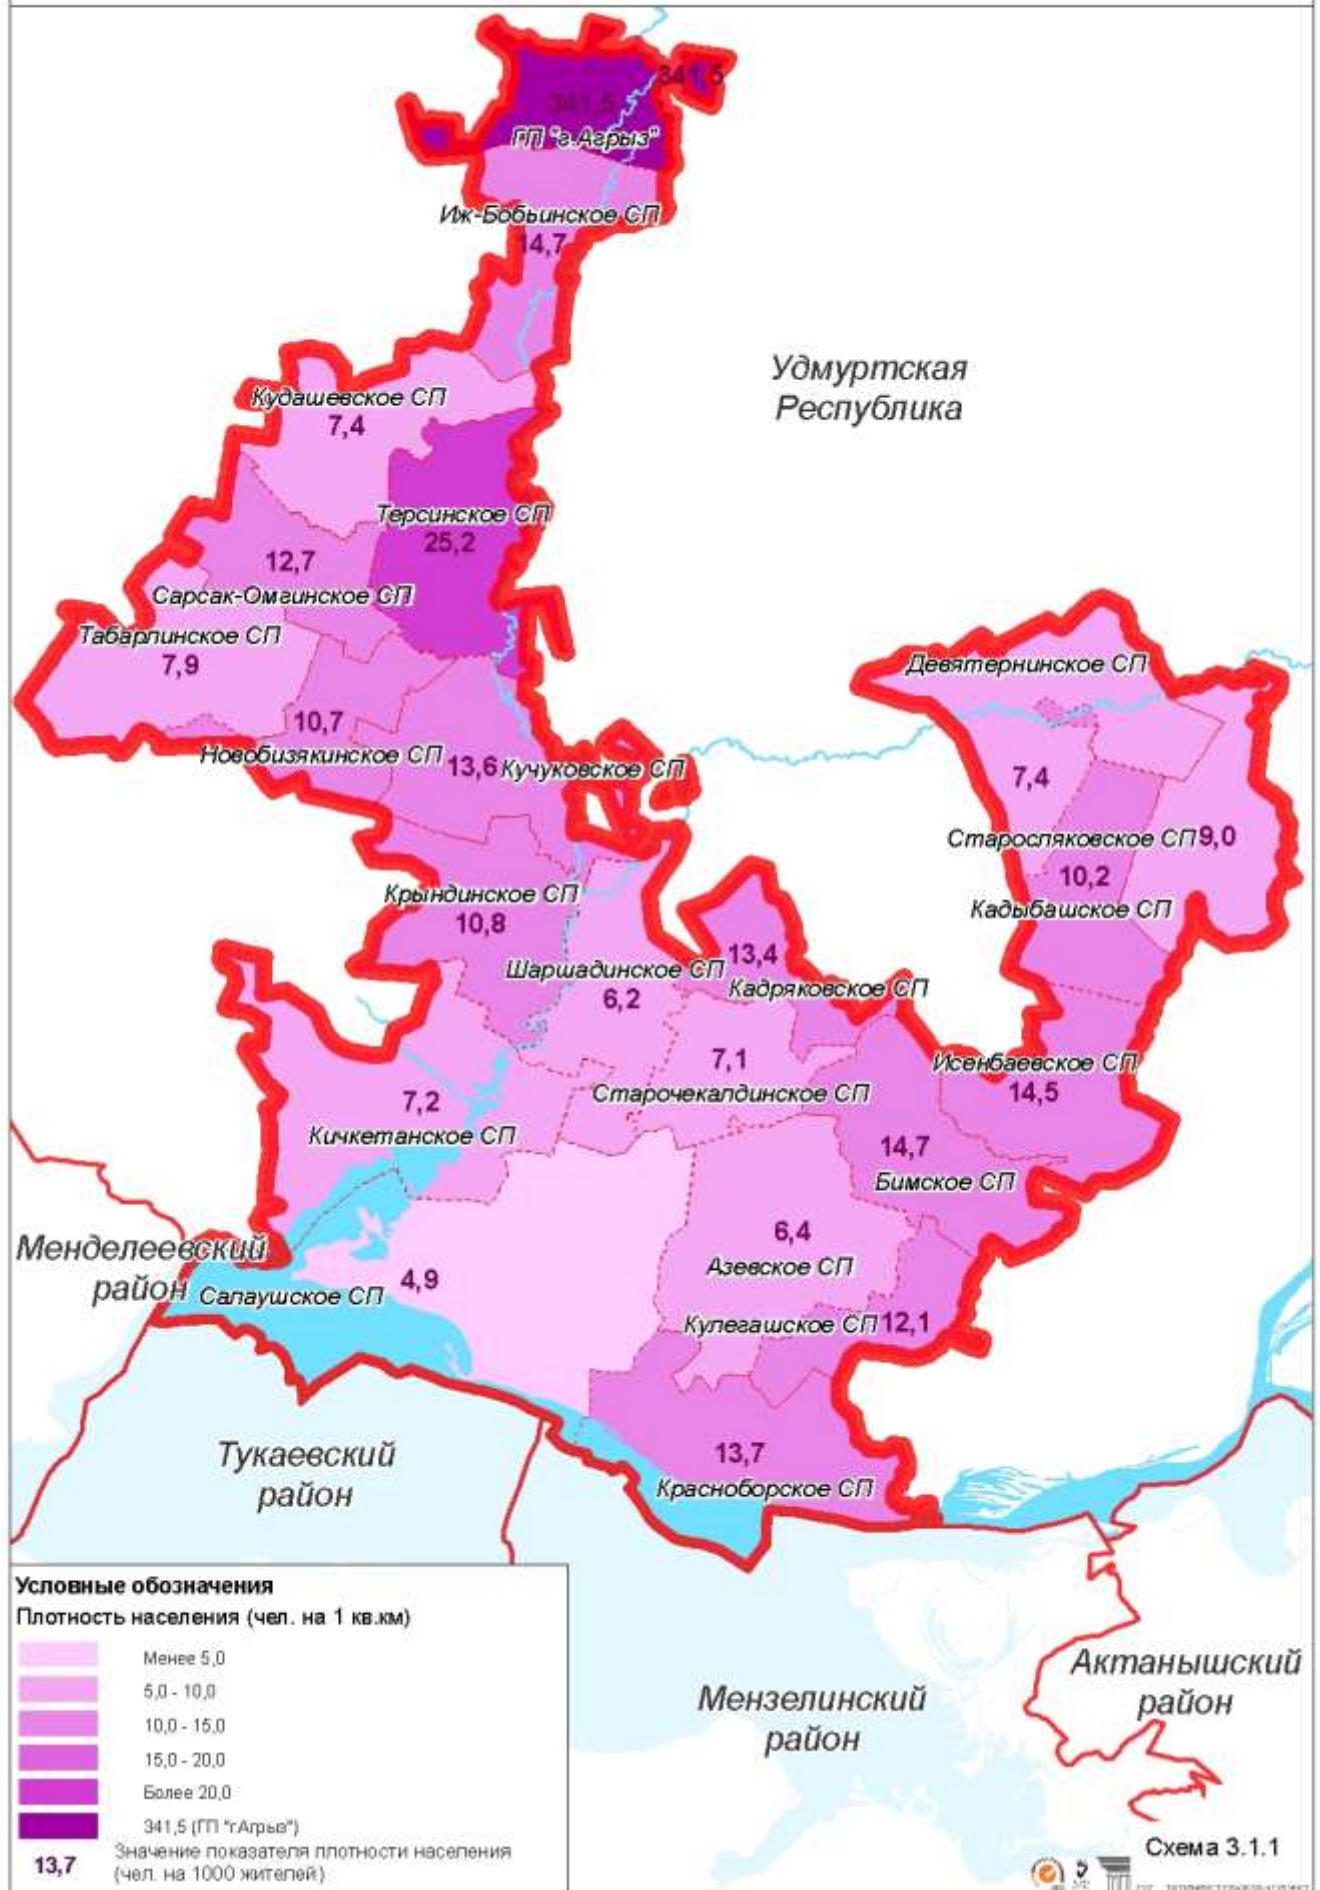 341,5
341,5
ГП "г.Агрыз"
Иж-Бобьинское СП
14,7
Удмуртская
Республика
Кудашевское СП
7,4
Терсинское СП
25,2
12,7
Сарсак-Омгинское СП
Табарлинское СП
7,9
Девятернинское СП
10,7
Новобизякинское СП
13,6
Кучуковское СП
7,4
Старосляковское СП
9,0
10,2
Кадыбашское СП
Крындинское СП
10,8
13,4
Шаршадинское СП
6,2
Кадряковское СП
7,1
Старочекалдинское СП
Исенбаевское СП
14,5
7,2
Кичкетанское СП
14,7
Бимское СП
Менделеевский
район
Салаушское СП
4,9
6,4
Азевское СП
Кулегашское СП
12,1
13,7
Красноборское СП
Тукаевский
район
Мензелинский
район
Актанышский
район
Условные обозначения
Плотность населения (чел. на 1 кв.км)
Менее 5,0
5,0 - 10,0
10,0 - 15,0
15,0 - 20,0
Более 20,0
341,5 (ГП "г.Агрыз")
13,7
Значение показателя плотности населения
(чел. на 1000 жителей)
Схема 3.1.1